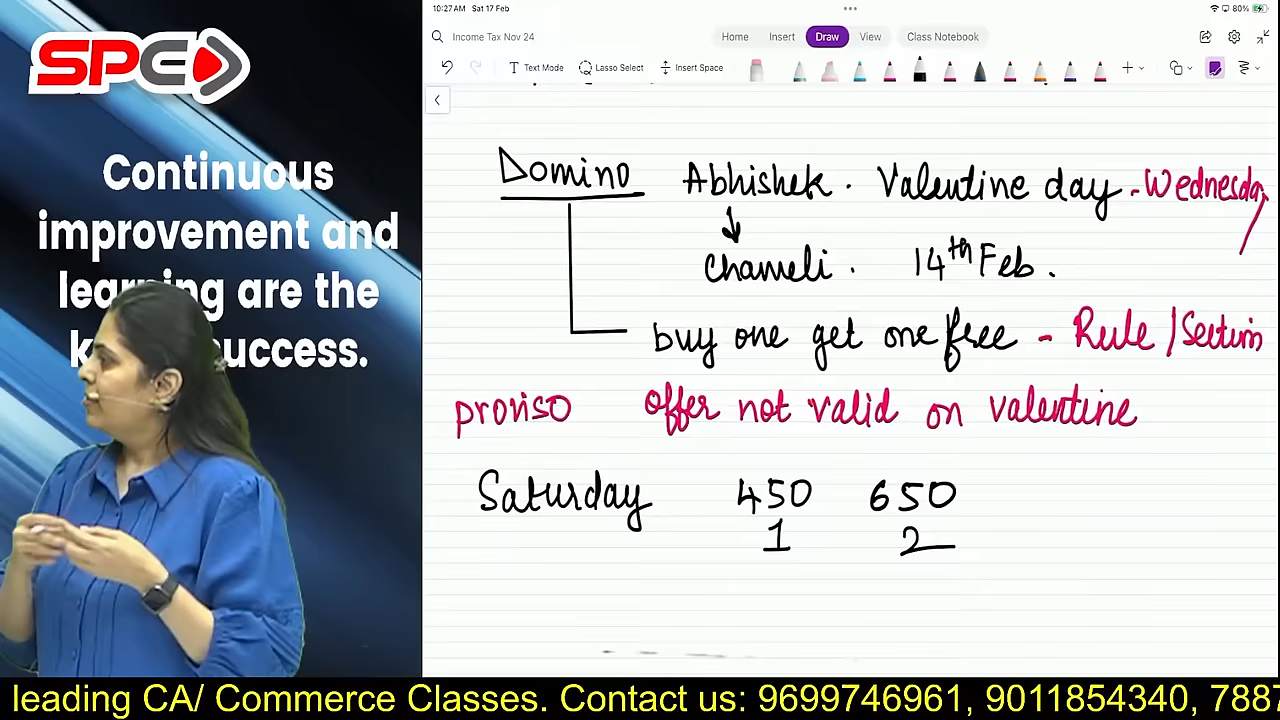 10:27 AM Sat 17 Feb
80%
Income Tax Nov 24
Home Insert Draw View Class Notebook
Text Mode Lasso Select Insert Space
SPE
Continuous
improvement and
learning are the
success.
Domino Abhishek. Valentine day - Wednesday
Chameli. 14th Feb.
buy one get one free - Rule / Section
proviso offer not valid on valentine
Saturday 450 650
1 2
leading CA/ Commerce Classes. Contact us: 9699746961, 9011854340, 7887